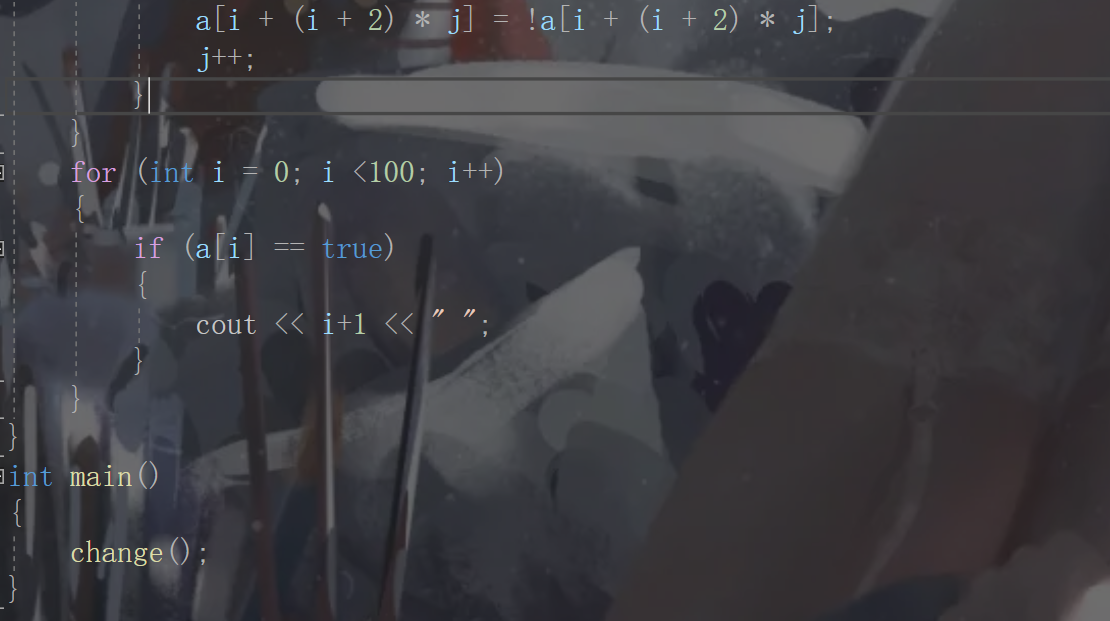 a[i + (i + 2) * j] = !a[i + (i + 2) * j];
j++;
}
}
for (int i = 0; i <100; i++)
{
if (a[i] == true)
{
cout << i+1 << " ";
}
}
}
int main()
{
change();
}